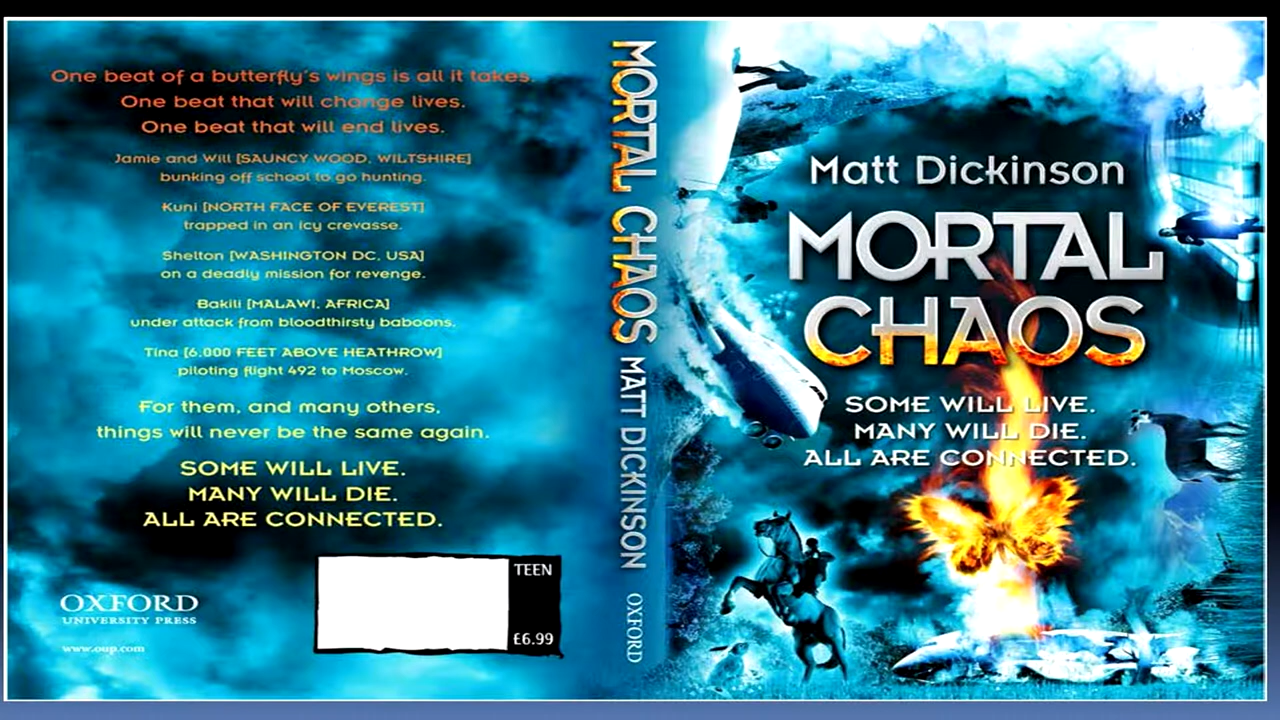 One beat of a butterfly's wings is all it takes.
One beat that will change lives.
One beat that will end lives.
Jamie and Will [SAUNCY WOOD, WILTSHIRE]
bunking off school to go hunting.
Kuni [NORTH FACE OF EVEREST]
trapped in an icy crevasse.
Shelton [WASHINGTON DC, USA]
on a deadly mission for revenge.
Bakili [MALAWI, AFRICA]
under attack from bloodthirsty baboons.
Tina [6,000 FEET ABOVE HEATHROW]
piloting flight 492 to Moscow.
For them, and many others,
things will never be the same again.
SOME WILL LIVE.
MANY WILL DIE.
ALL ARE CONNECTED.
TEEN
£6.99
OXFORD
UNIVERSITY PRESS
www.oup.com
MORTAL CHAOS MATT DICKINSON OXFORD
Matt Dickinson
MORTAL
CHAOS
SOME WILL LIVE.
MANY WILL DIE.
ALL ARE CONNECTED.